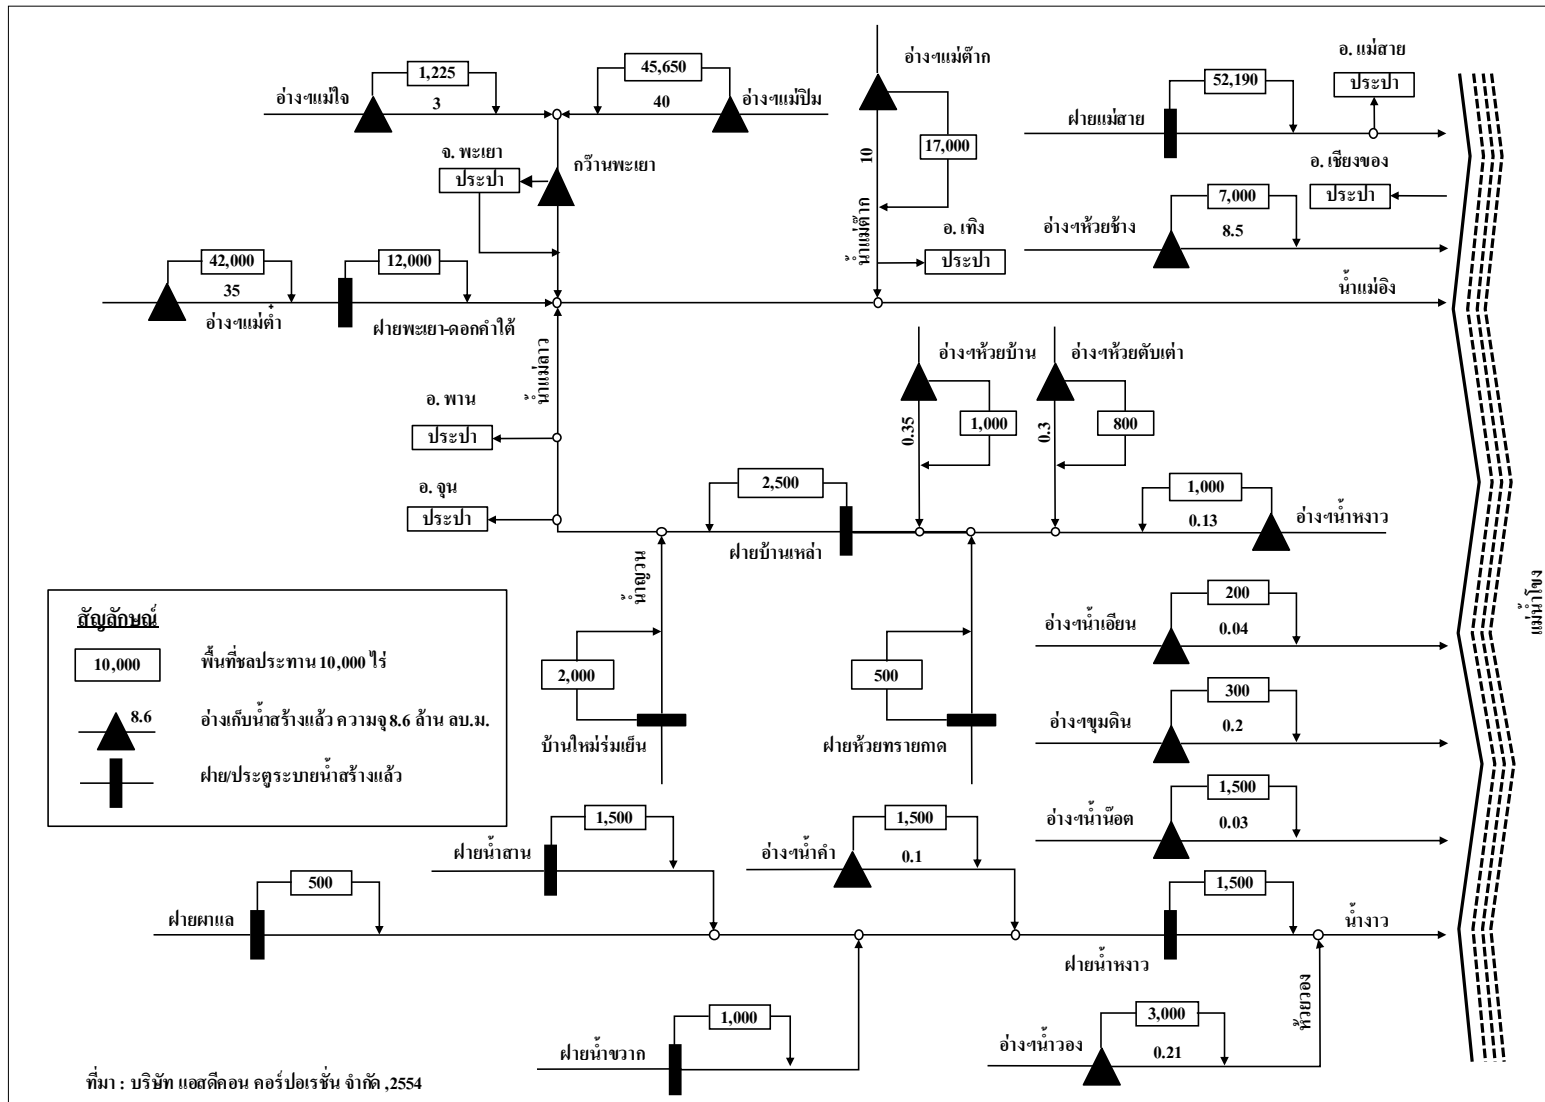 อ่างฯแม่ใจ
1,225
3
45,650
40
อ่างฯแม่ปืม
อ่างฯแม่ต๊าก
17,000
10
น้ำแม่ต๊าก
52,190
ฝายแม่สาย
อ. แม่สาย
ประปา
จ. พะเยา
ประปา
กว๊านพะเยา
อ. เทิง
ประปา
7,000
อ่างฯห้วยช้าง
8.5
อ. เชียงของ
ประปา
42,000
35
อ่างฯแม่ต๋ำ
12,000
ฝายพะเยา-ดอกคำใต้
น้ำแม่อิง
น้ำแม่ลาว
อ. พาน
ประปา
อ. จุน
ประปา
อ่างฯห้วยบ้าน
1,000
0.35
อ่างฯห้วยตับเต่า
800
0.3
2,500
ฝายบ้านเหล่า
1,000
0.13
อ่างฯน้ำหงาว
น้ำญวน
2,000
บ้านใหม่ร่มเย็น
500
ฝายห้วยทรายกาด
200
อ่างฯน้ำเอียน
0.04
300
อ่างฯขุมดิน
0.2
1,500
อ่างฯน้ำน๊อต
0.03
แม่น้ำโขง
สัญลักษณ์
10,000
พื้นที่ชลประทาน 10,000 ไร่
8.6
อ่างเก็บน้ำสร้างแล้ว ความจุ 8.6 ล้าน ลบ.ม.
ฝาย/ประตูระบายน้ำสร้างแล้ว
ฝายน้ำสาน
1,500
อ่างฯน้ำคำ
1,500
0.1
ฝายผาแล
500
1,500
ฝายน้ำหงาว
น้ำงาว
ฝายน้ำขวาก
1,000
อ่างฯน้ำวอง
3,000
0.21
ห้วยวอง
ที่มา : บริษัท แอสดีคอน คอร์ปอเรชั่น จำกัด ,2554